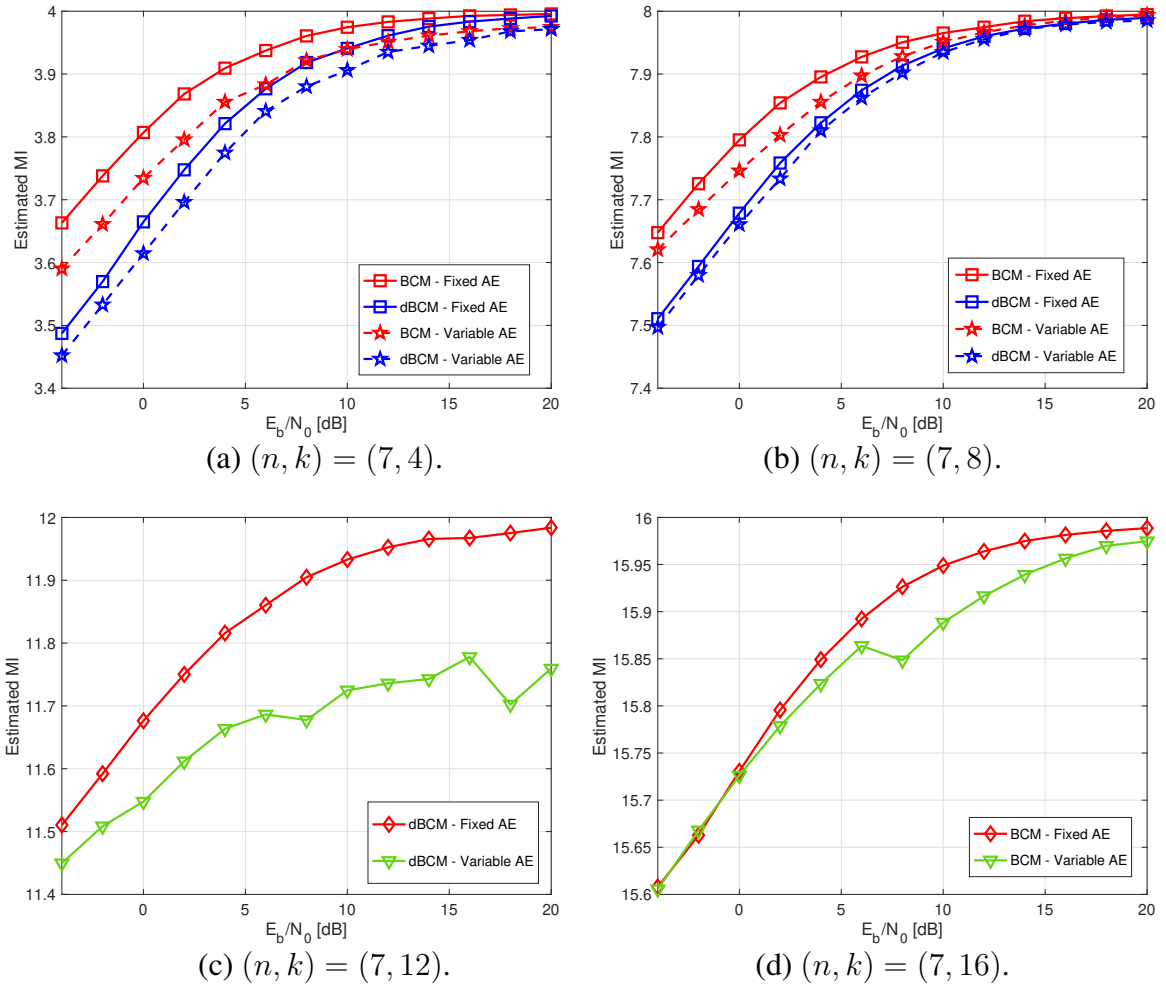 4
3.9
3.8
3.7
3.6
3.5
3.4
Estimated MI
0 5 10 15 20
E_b/N_0 [dB]
BCM - Fixed AE
dBCM - Fixed AE
BCM - Variable AE
dBCM - Variable AE
(a) (n, k) = (7, 4).
8
7.9
7.8
7.7
7.6
7.5
7.4
Estimated MI
0 5 10 15 20
E_b/N_0 [dB]
BCM - Fixed AE
dBCM - Fixed AE
BCM - Variable AE
dBCM - Variable AE
(b) (n, k) = (7, 8).
12
11.9
11.8
11.7
11.6
11.5
11.4
Estimated MI
0 5 10 15 20
E_b/N_0 [dB]
dBCM - Fixed AE
dBCM - Variable AE
(c) (n, k) = (7, 12).
16
15.95
15.9
15.85
15.8
15.75
15.7
15.65
15.6
Estimated MI
0 5 10 15 20
E_b/N_0 [dB]
BCM - Fixed AE
BCM - Variable AE
(d) (n, k) = (7, 16).